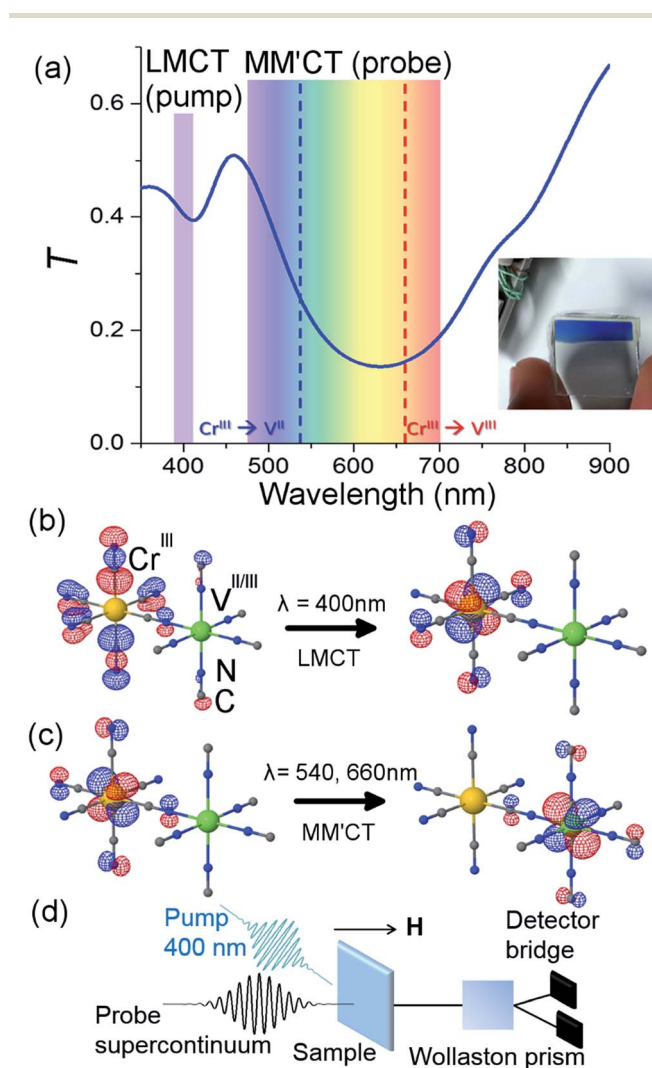 (a)
LMCT
(pump)
MM'CT (probe)
0.6
0.4
0.2
0.0
T
Cr^III → V^II
Cr^III → V^III
400 500 600 700 800 900
Wavelength (nm)
(b)
Cr^III
V^II/III
N
C
λ = 400nm
LMCT
(c)
λ= 540, 660nm
MM'CT
(d)
Pump
400 nm
H
Detector
bridge
Probe
supercontinuum
Sample
Wollaston prism